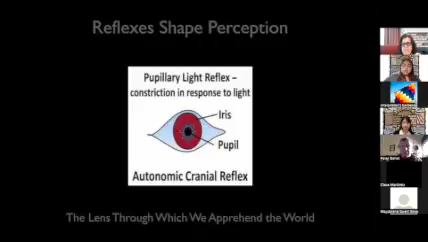 Reflexes Shape Perception
Pupillary Light Reflex –
constriction in response to light
Iris
Pupil
Autonomic Cranial Reflex
The Lens Through Which We Apprehend the World